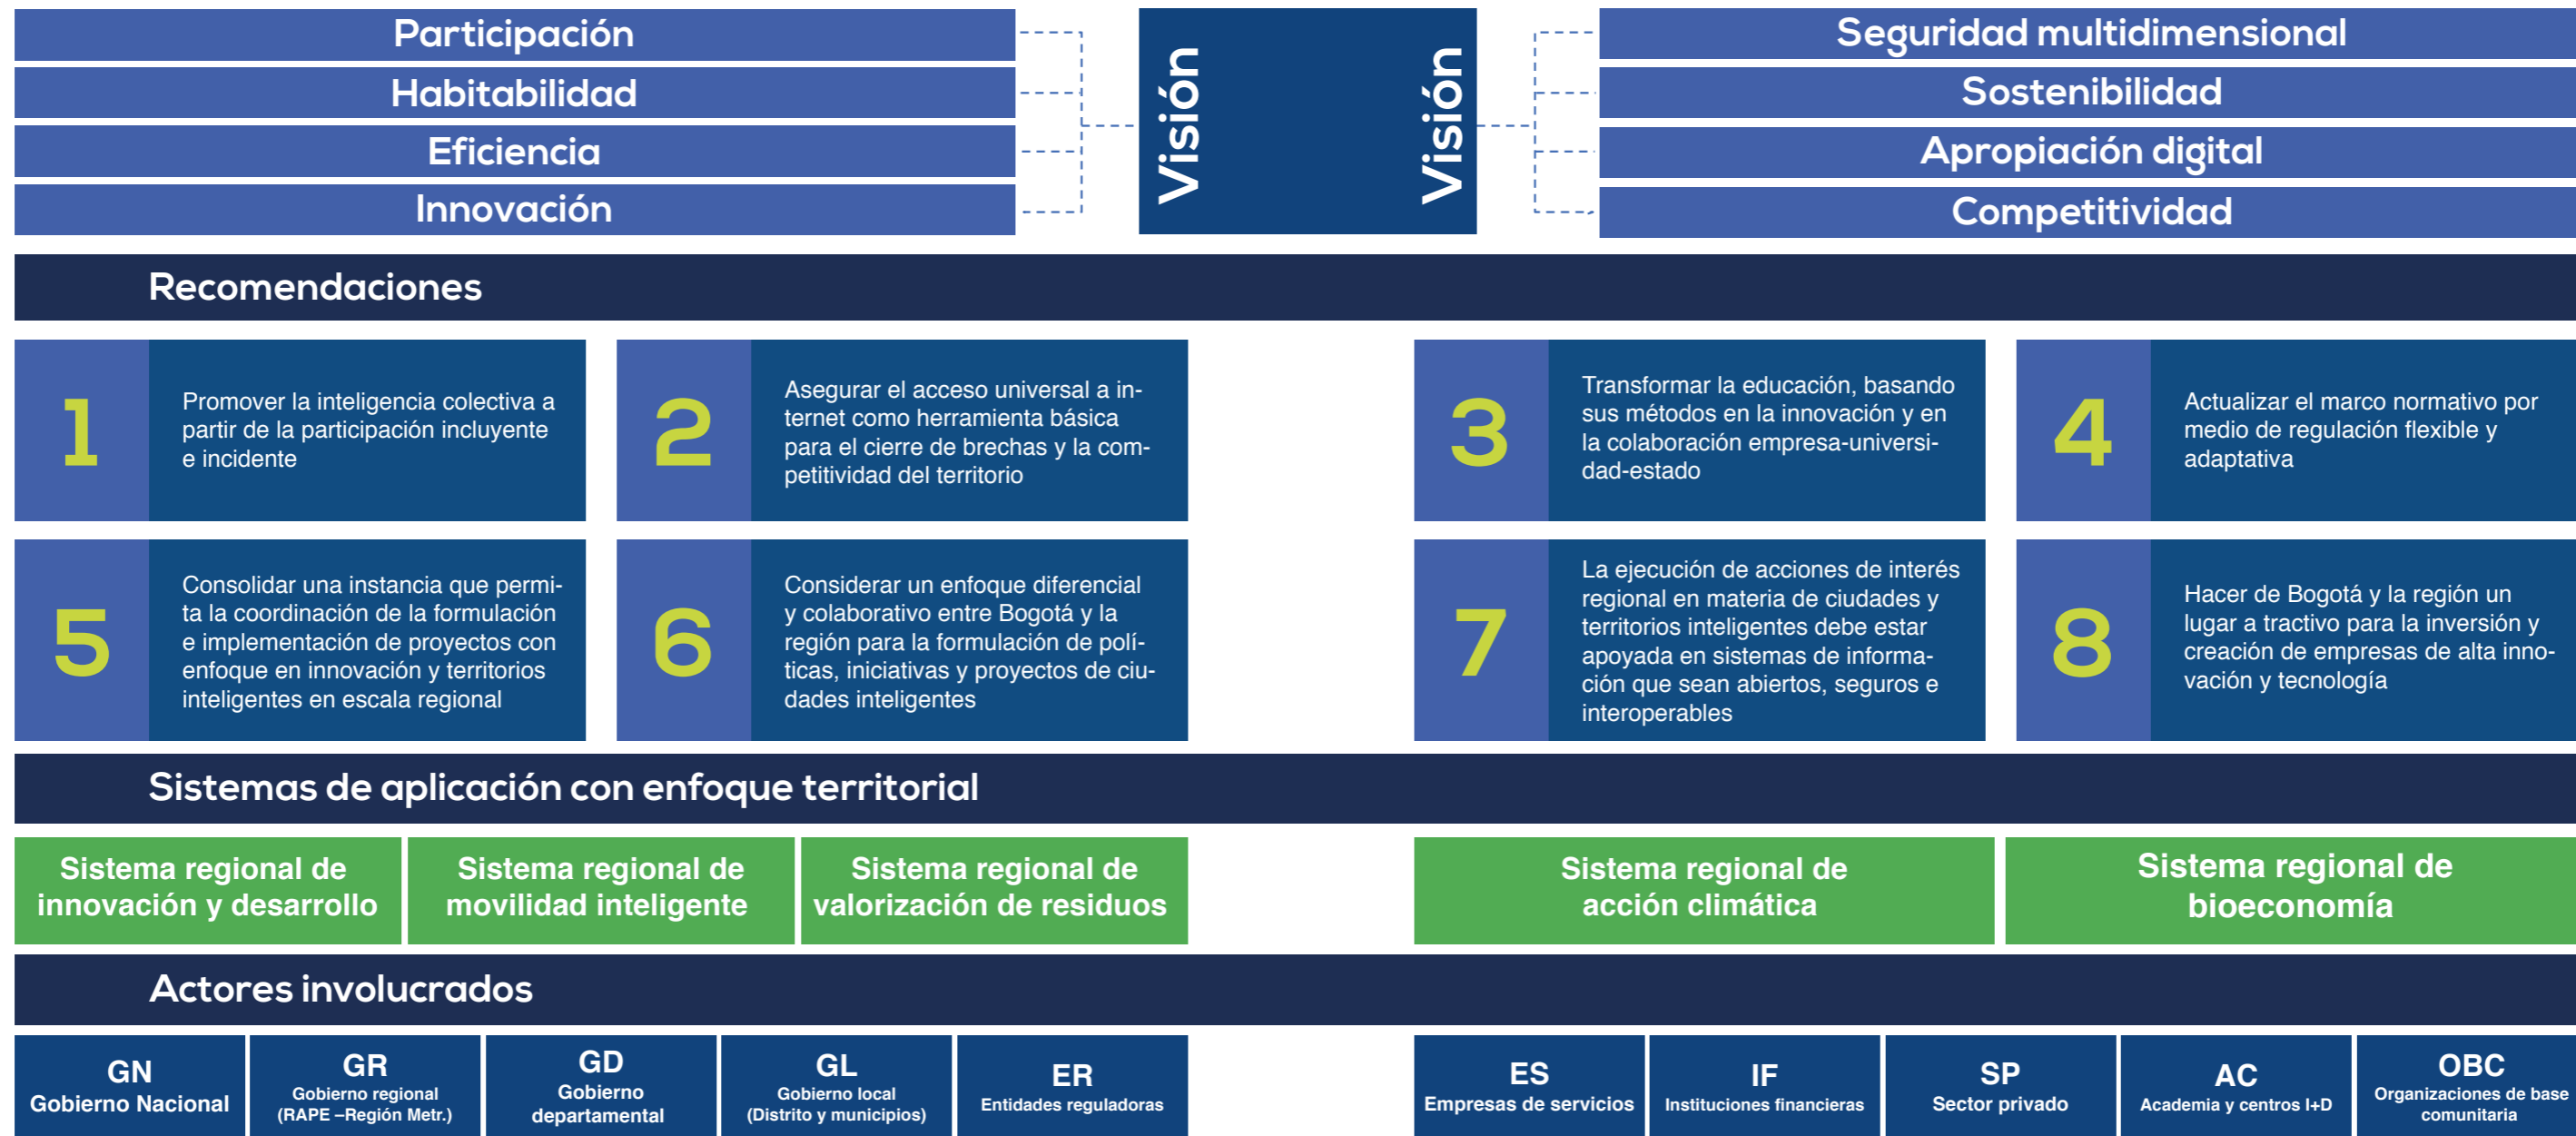 Participación
Habitabilidad
Eficiencia
Innovación
Visión
Visión
Seguridad multidimensional
Sostenibilidad
Apropiación digital
Competitividad
Recomendaciones
1
Promover la inteligencia colectiva a
partir de la participación incluyente
e incidente
2
Asegurar el acceso universal a in-
ternet como herramienta básica
para el cierre de brechas y la com-
petitividad del territorio
3
Transformar la educación, basando
sus métodos en la innovación y en
la colaboración empresa-universi-
dad-estado
4
Actualizar el marco normativo por
medio de regulación flexible y
adaptativa
5
Consolidar una instancia que permi-
ta la coordinación de la formulación
e implementación de proyectos con
enfoque en innovación y territorios
inteligentes en escala regional
6
Considerar un enfoque diferencial
y colaborativo entre Bogotá y la
región para la formulación de polí-
ticas, iniciativas y proyectos de ciu-
dades inteligentes
7
La ejecución de acciones de interés
regional en materia de ciudades y
territorios inteligentes debe estar
apoyada en sistemas de informa-
ción que sean abiertos, seguros e
interoperables
8
Hacer de Bogotá y la región un
lugar a tractivo para la inversión y
creación de empresas de alta inno-
vación y tecnología
Sistemas de aplicación con enfoque territorial
Sistema regional de
innovación y desarrollo
Sistema regional de
movilidad inteligente
Sistema regional de
valorización de residuos
Sistema regional de
acción climática
Sistema regional de
bioeconomía
Actores involucrados
GN
Gobierno Nacional
GR
Gobierno regional
(RAPE –Región Metr.)
GD
Gobierno
departamental
GL
Gobierno local
(Distrito y municipios)
ER
Entidades reguladoras
ES
Empresas de servicios
IF
Instituciones financieras
SP
Sector privado
AC
Academia y centros I+D
OBC
Organizaciones de base
comunitaria